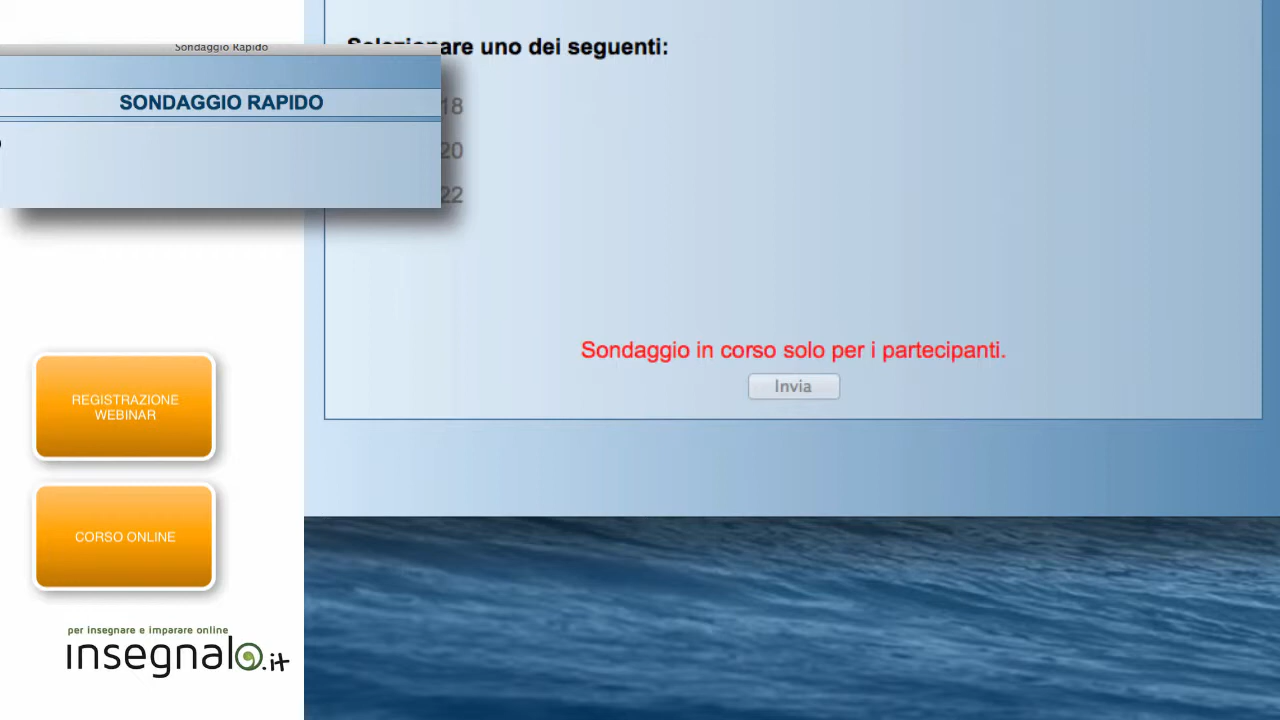 Sondaggio Rapido
SONDAGGIO RAPIDO
Selezionare uno dei seguenti:
18
20
22
Sondaggio in corso solo per i partecipanti.
Invia
REGISTRAZIONE
WEBINAR
CORSO ONLINE
per insegnare e imparare online
insegnalo.it